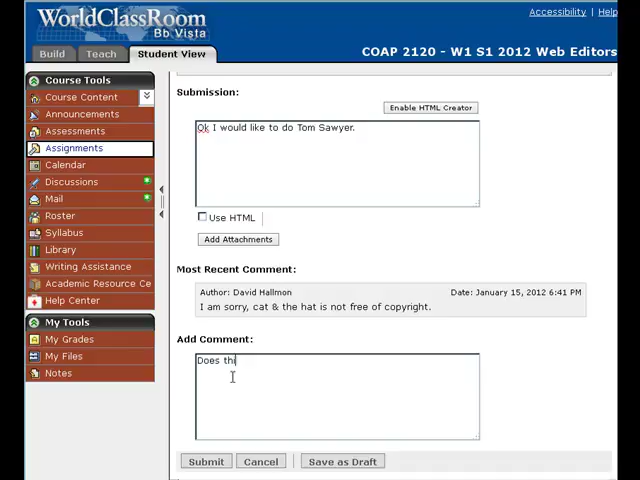 WorldClassRoom
Bb Vista
Accessibility | Help
Build
Teach
Student View
COAP 2120 - W1 S1 2012 Web Editors
Course Tools
Course Content
Announcements
Assessments
Assignments
Calendar
Discussions
Mail
Roster
Syllabus
Library
Writing Assistance
Academic Resource Ce
Help Center
My Tools
My Grades
My Files
Notes
Submission:
Enable HTML Creator
Ok I would like to do Tom Sawyer.
Use HTML
Add Attachments
Most Recent Comment:
Author: David Hallmon Date: January 15, 2012 6:41 PM
I am sorry, cat & the hat is not free of copyright.
Add Comment:
Does thi
Submit Cancel Save as Draft